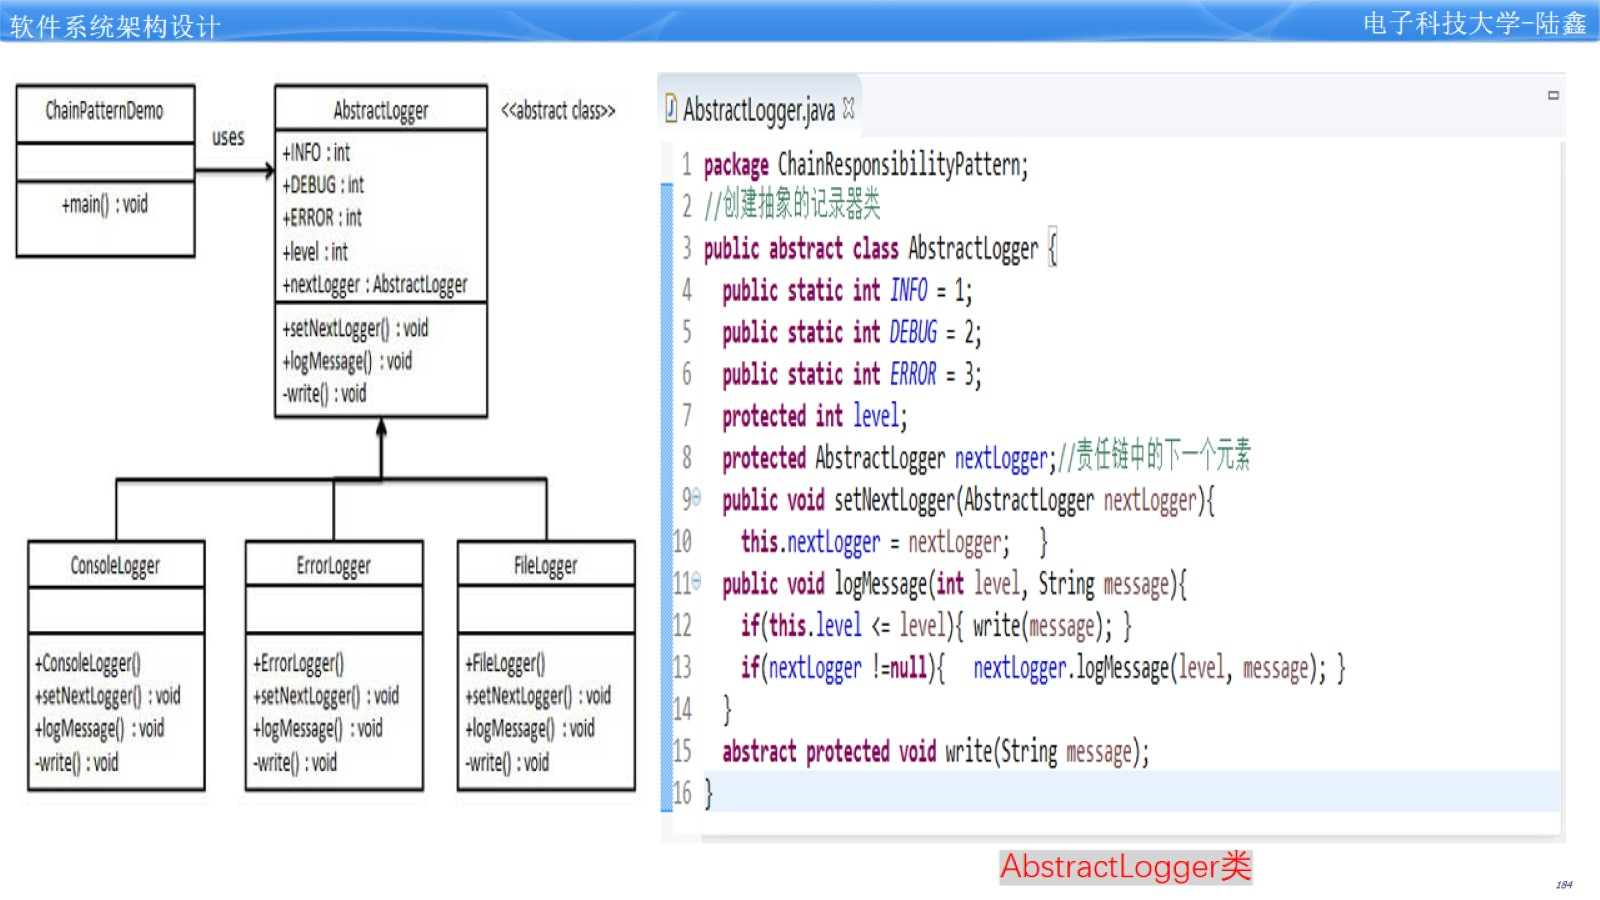 软件系统架构设计
电子科技大学-陆鑫
ChainPatternDemo
+main() : void
uses
AbstractLogger
<<abstract class>>
+INFO : int
+DEBUG : int
+ERROR : int
+level : int
+nextLogger : AbstractLogger
+setNextLogger() : void
+logMessage() : void
-write() : void
ConsoleLogger
+ConsoleLogger()
+setNextLogger() : void
+logMessage() : void
-write() : void
ErrorLogger
+ErrorLogger()
+setNextLogger() : void
+logMessage() : void
-write() : void
FileLogger
+FileLogger()
+setNextLogger() : void
+logMessage() : void
-write() : void
AbstractLogger.java
1 package ChainResponsibilityPattern;
2 //创建抽象的记录器类
3 public abstract class AbstractLogger {
4 public static int INFO = 1;
5 public static int DEBUG = 2;
6 public static int ERROR = 3;
7 protected int level;
8 protected AbstractLogger nextLogger;//责任链中的下一个元素
9 public void setNextLogger(AbstractLogger nextLogger){
10 this.nextLogger = nextLogger; }
11 public void logMessage(int level, String message){
12 if(this.level <= level){ write(message); }
13 if(nextLogger !=null){ nextLogger.logMessage(level, message); }
14 }
15 abstract protected void write(String message);
16 }
AbstractLogger类
184